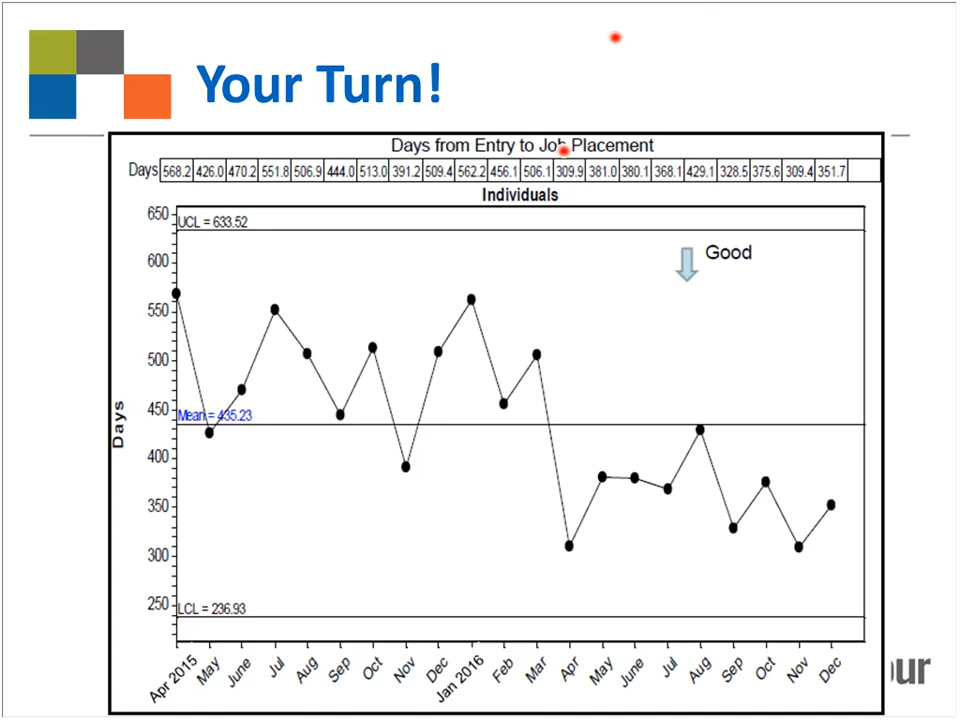 Your Turn!
Days from Entry to Job Placement
Days 568.2 426.0 470.2 551.8 506.9 444.0 513.0 391.2 509.4 562.2 456.1 506.1 309.9 381.0 380.1 368.1 429.1 328.5 375.6 309.4 351.7
Individuals
650
UCL = 633.52
600
Good
550
500
450
Mean = 435.23
Days
400
350
300
250
LCL = 236.93
Apr 2015 May June Jul Aug Sep Oct Nov Dec Jan 2016 Feb Mar Apr May June Jul Aug Sep Oct Nov Dec
our